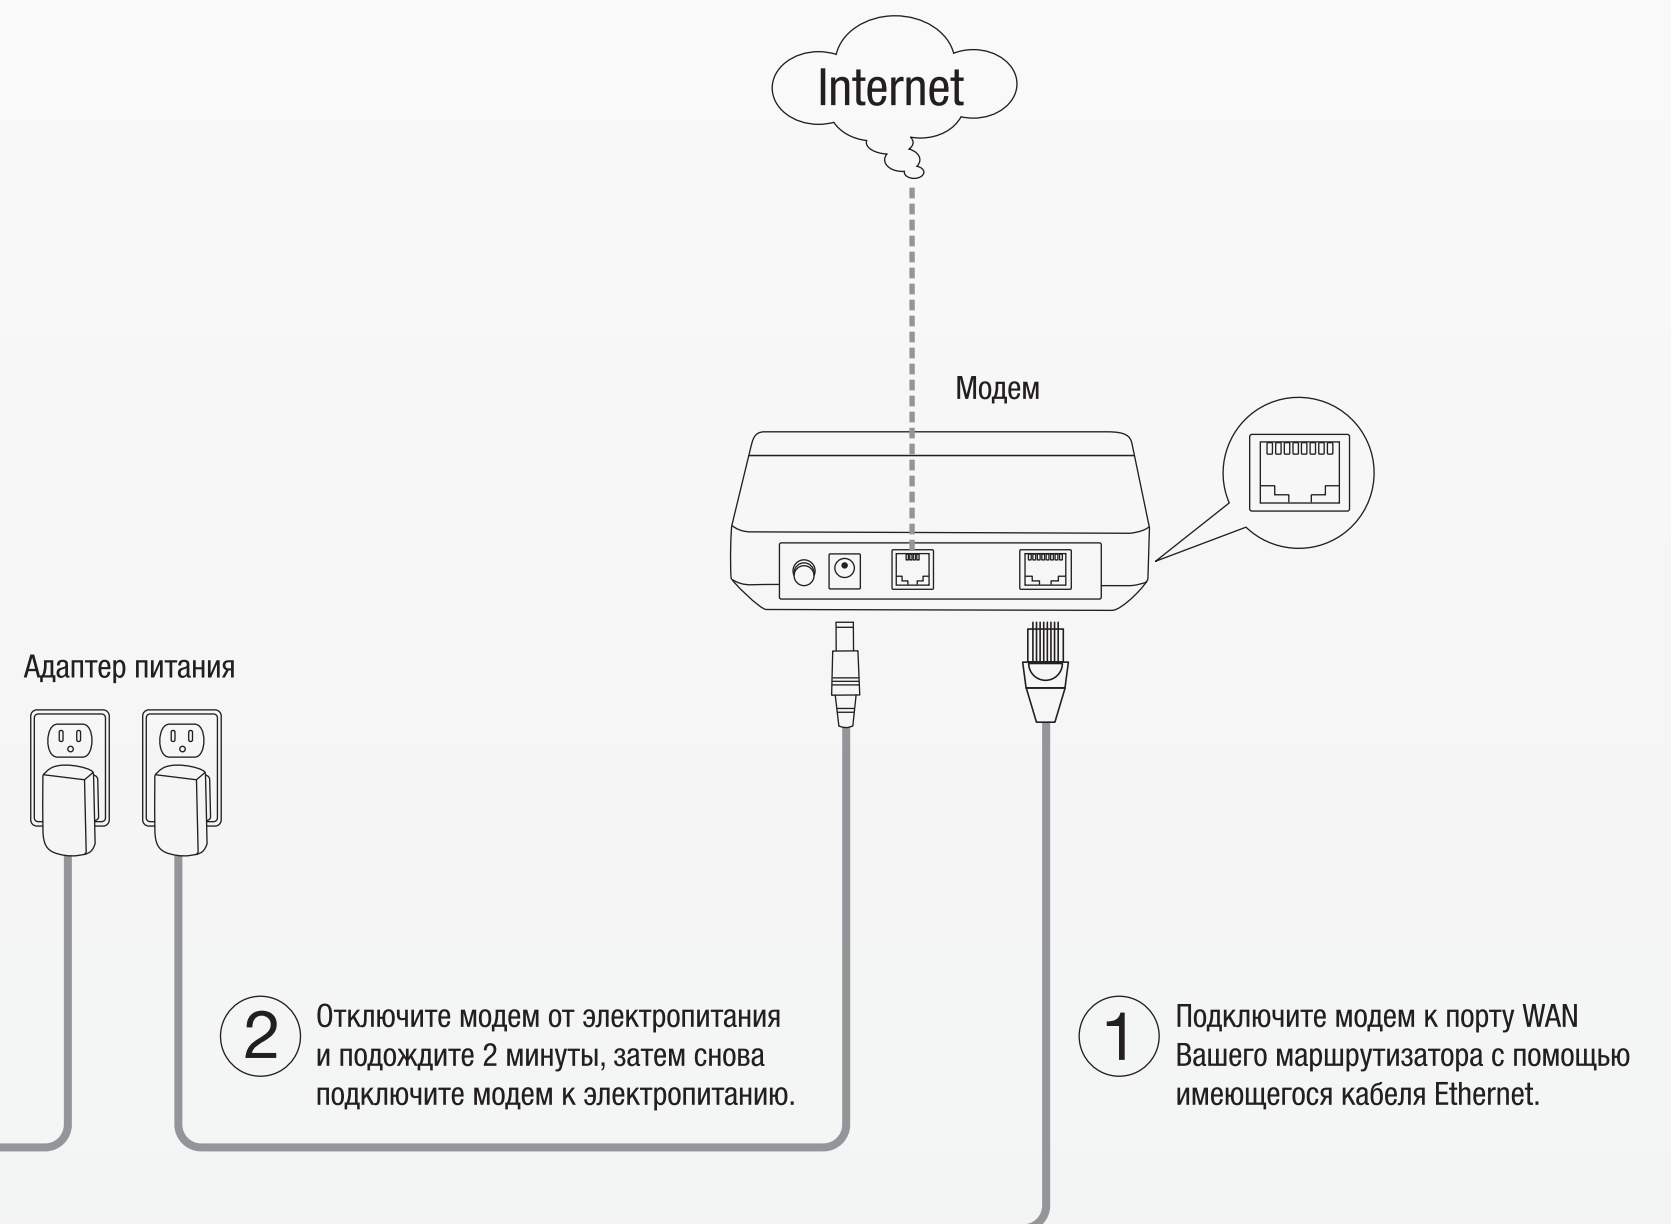 Internet
Модем
Адаптер питания
2
Отключите модем от электропитания
и подождите 2 минуты, затем снова
подключите модем к электропитанию.
1
Подключите модем к порту WAN
Вашего маршрутизатора с помощью
имеющегося кабеля Ethernet.